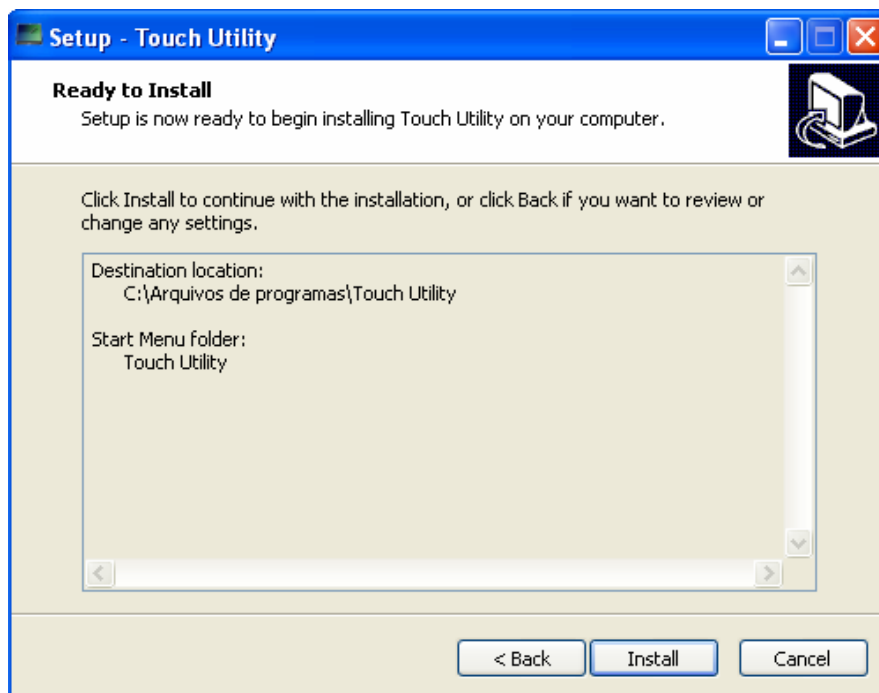 Setup - Touch Utility
Ready to Install
Setup is now ready to begin installing Touch Utility on your computer.
Click Install to continue with the installation, or click Back if you want to review or
change any settings.
Destination location:
C:\Arquivos de programas\Touch Utility
Start Menu folder:
Touch Utility
< Back
Install
Cancel